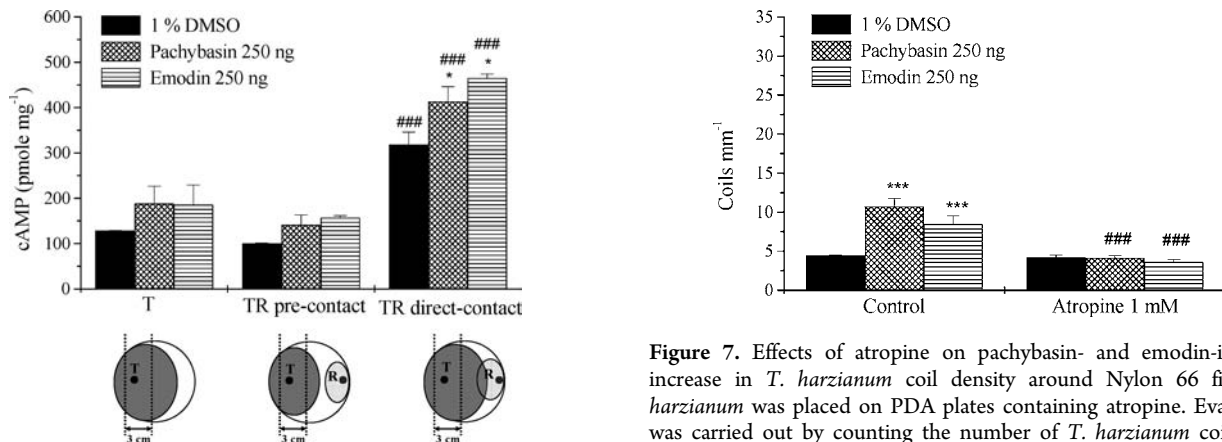 600
500
400
300
200
100
0
cAMP (pmole mg-1)
1 % DMSO
Pachybasin 250 ng
Emodin 250 ng
###
###
*
###
*
T
TR pre-contact
TR direct-contact
T
T
R
T
R
3 cm
3 cm
3 cm
35
30
25
20
15
10
5
0
Coils mm-1
1 % DMSO
Pachybasin 250 ng
Emodin 250 ng
***
***
###
###
Control
Atropine 1 mM
Figure 7. Effects of atropine on pachybasin- and emodin-i
increase in T. harzianum coil density around Nylon 66 fi
harzianum was placed on PDA plates containing atropine. Eva
was carried out by counting the number of T. harzianum co